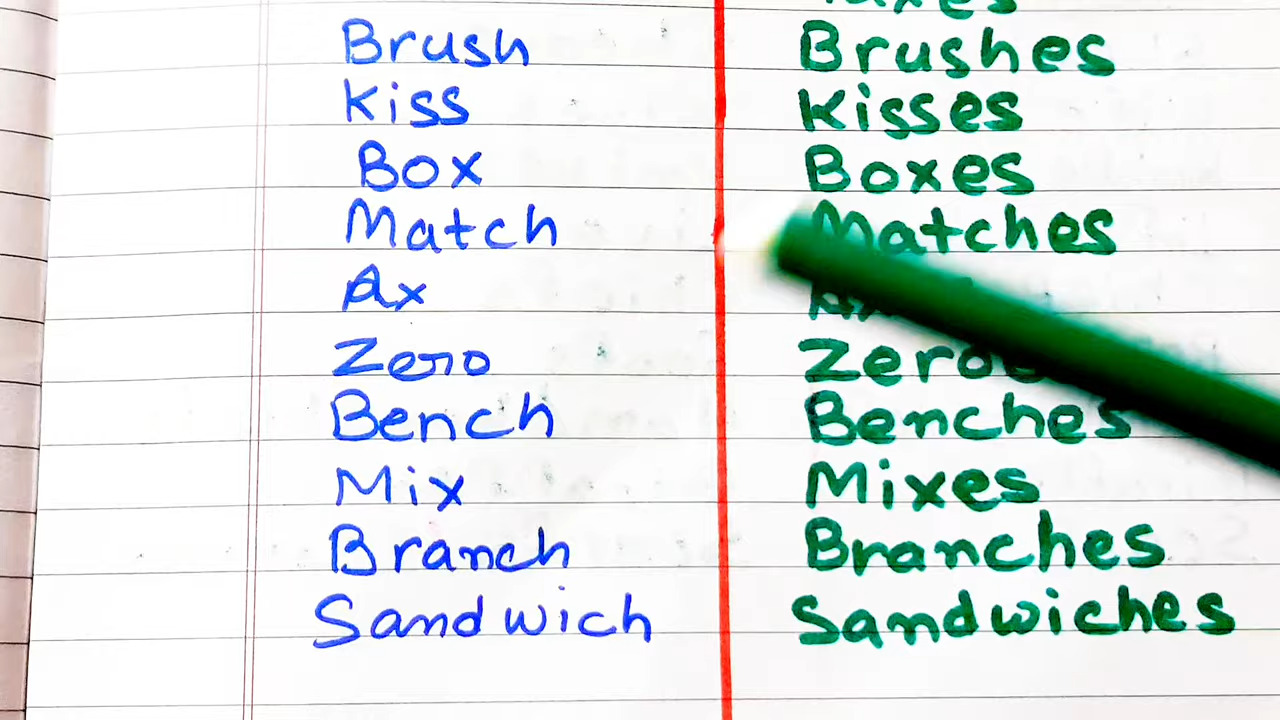 Brush Brushes
Kiss Kisses
Box Boxes
Match Matches
Ax
Zero
Bench Benches
Mix Mixes
Branch Branches
Sandwich Sandwiches